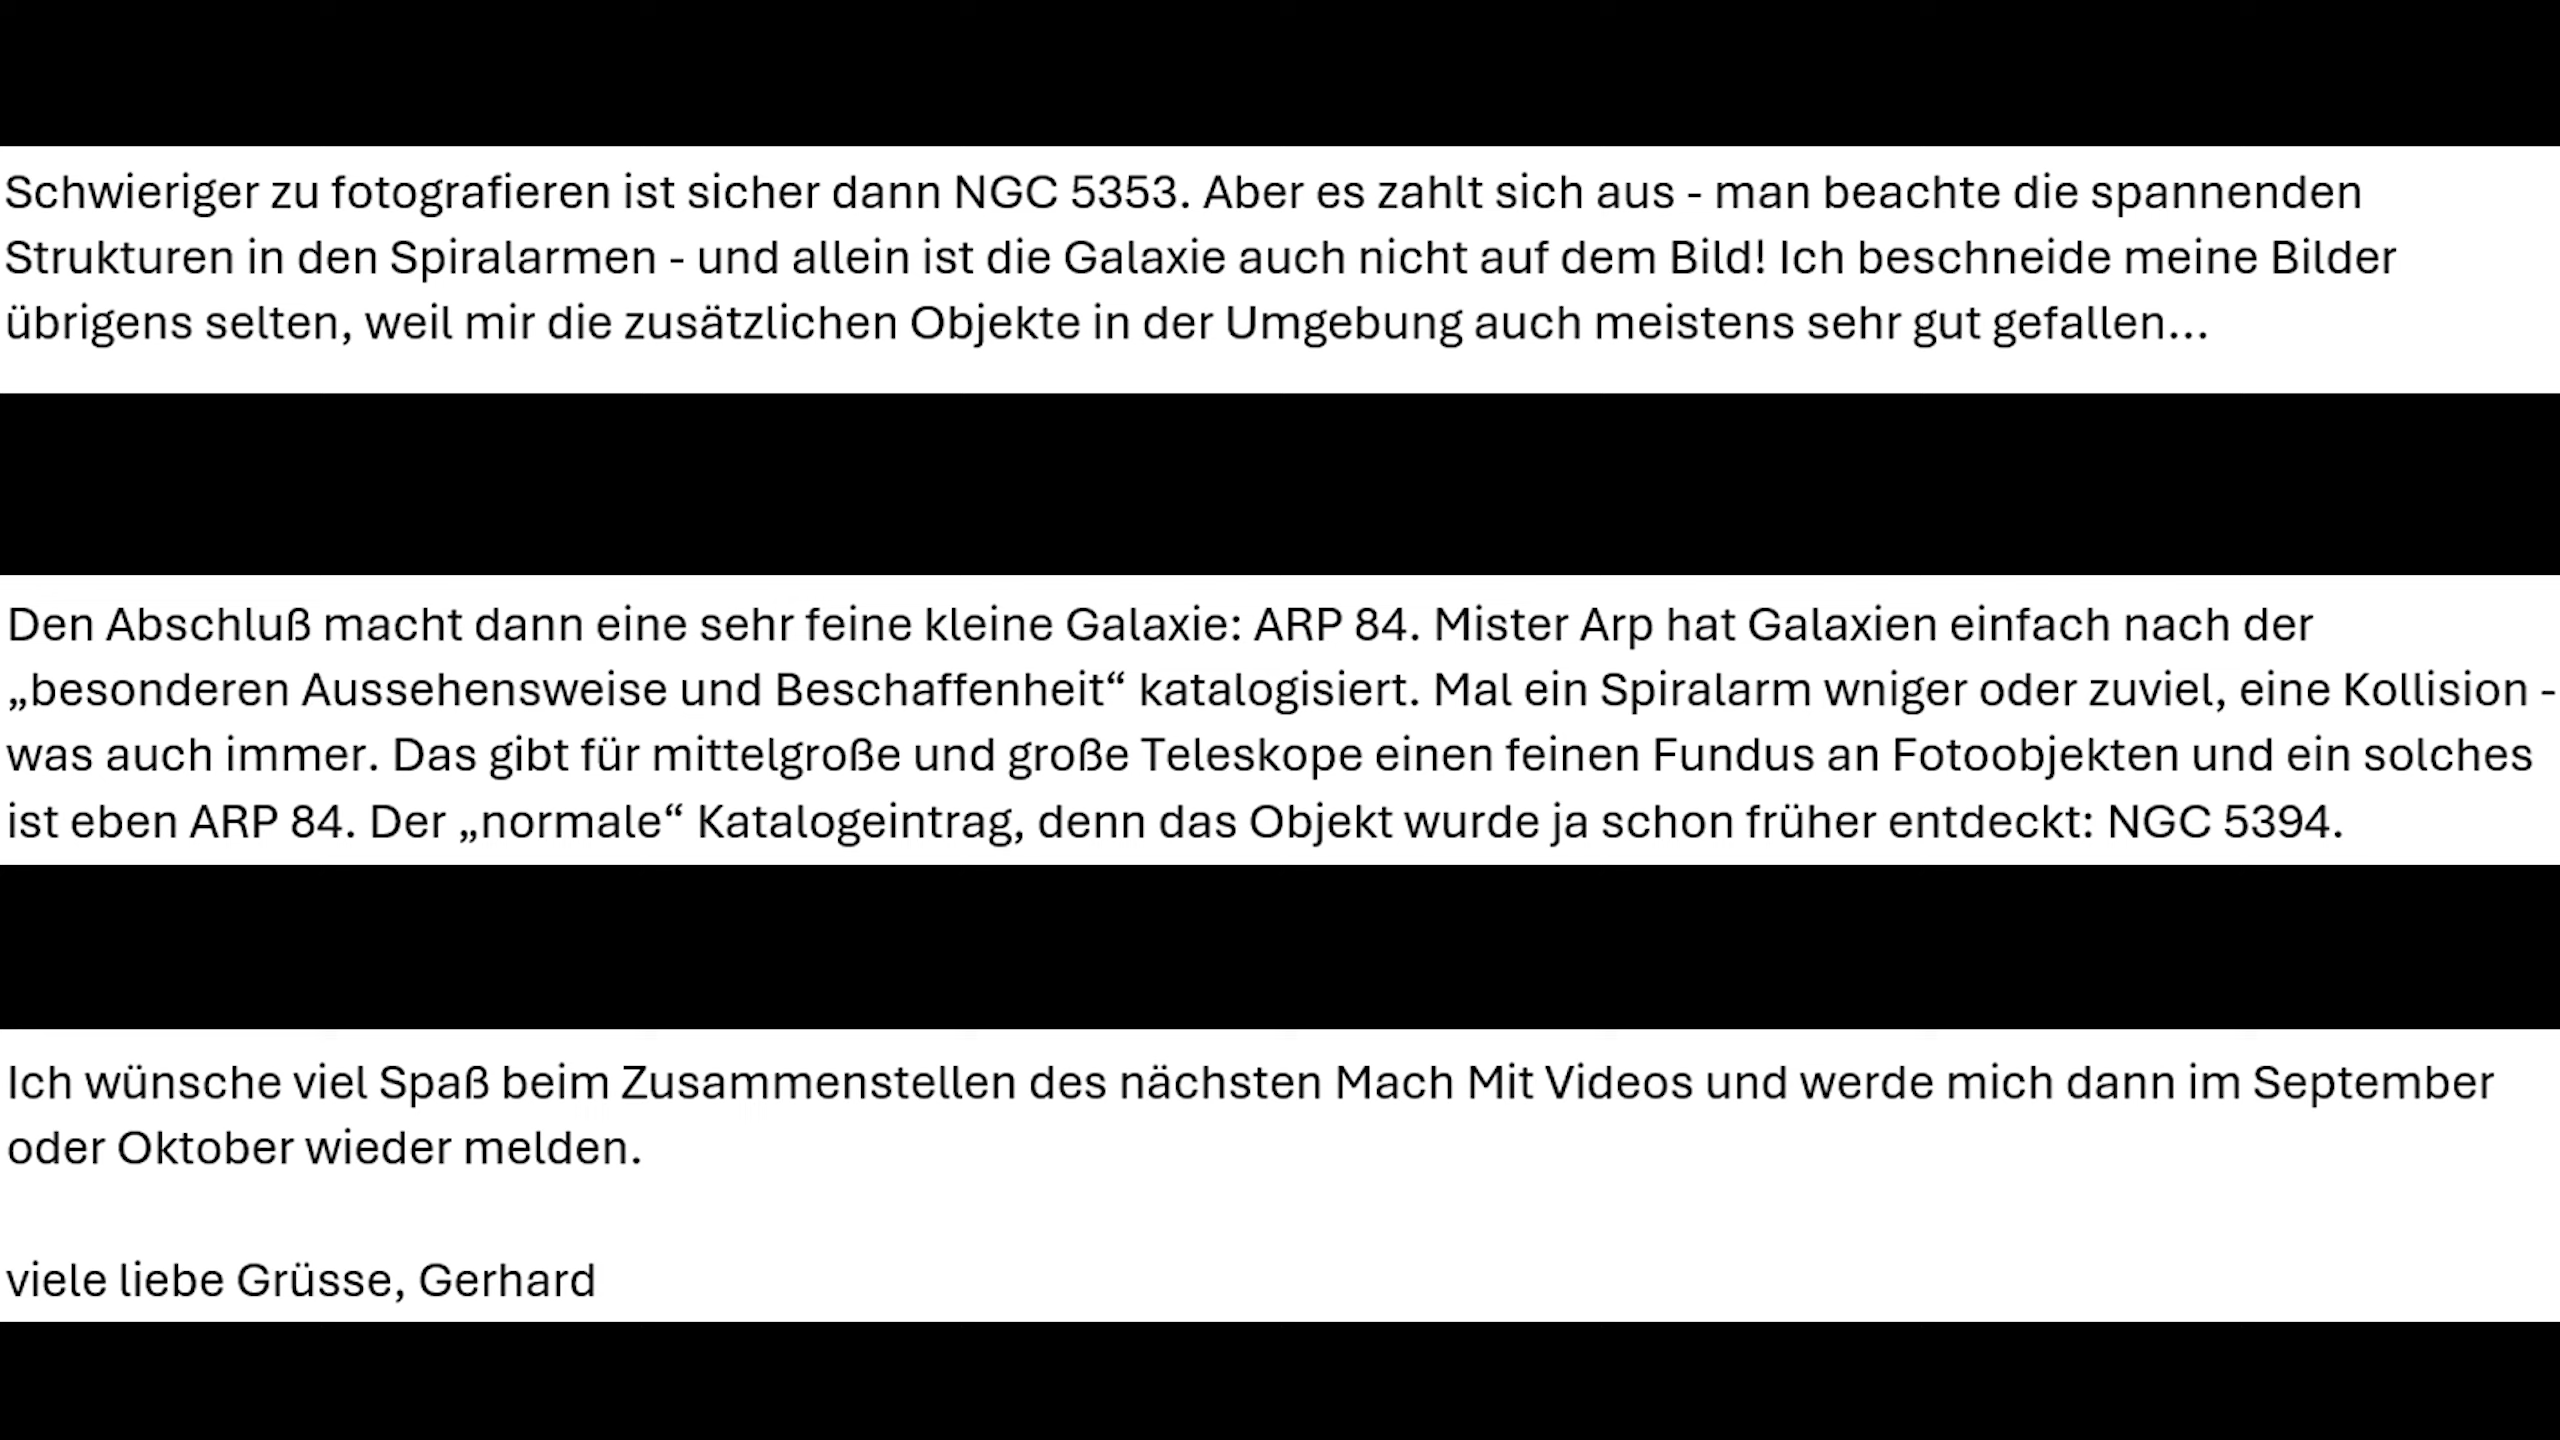 Schwieriger zu fotografieren ist sicher dann NGC 5353. Aber es zahlt sich aus - man beachte die spannenden
Strukturen in den Spiralarmen - und allein ist die Galaxie auch nicht auf dem Bild! Ich beschneide meine Bilder
übrigens selten, weil mir die zusätzlichen Objekte in der Umgebung auch meistens sehr gut gefallen...
Den Abschluß macht dann eine sehr feine kleine Galaxie: ARP 84. Mister Arp hat Galaxien einfach nach der
„besonderen Aussehensweise und Beschaffenheit“ katalogisiert. Mal ein Spiralarm wniger oder zuviel, eine Kollision -
was auch immer. Das gibt für mittelgroße und große Teleskope einen feinen Fundus an Fotoobjekten und ein solches
ist eben ARP 84. Der „normale“ Katalogeintrag, denn das Objekt wurde ja schon früher entdeckt: NGC 5394.
Ich wünsche viel Spaß beim Zusammenstellen des nächsten Mach Mit Videos und werde mich dann im September
oder Oktober wieder melden.
viele liebe Grüsse, Gerhard